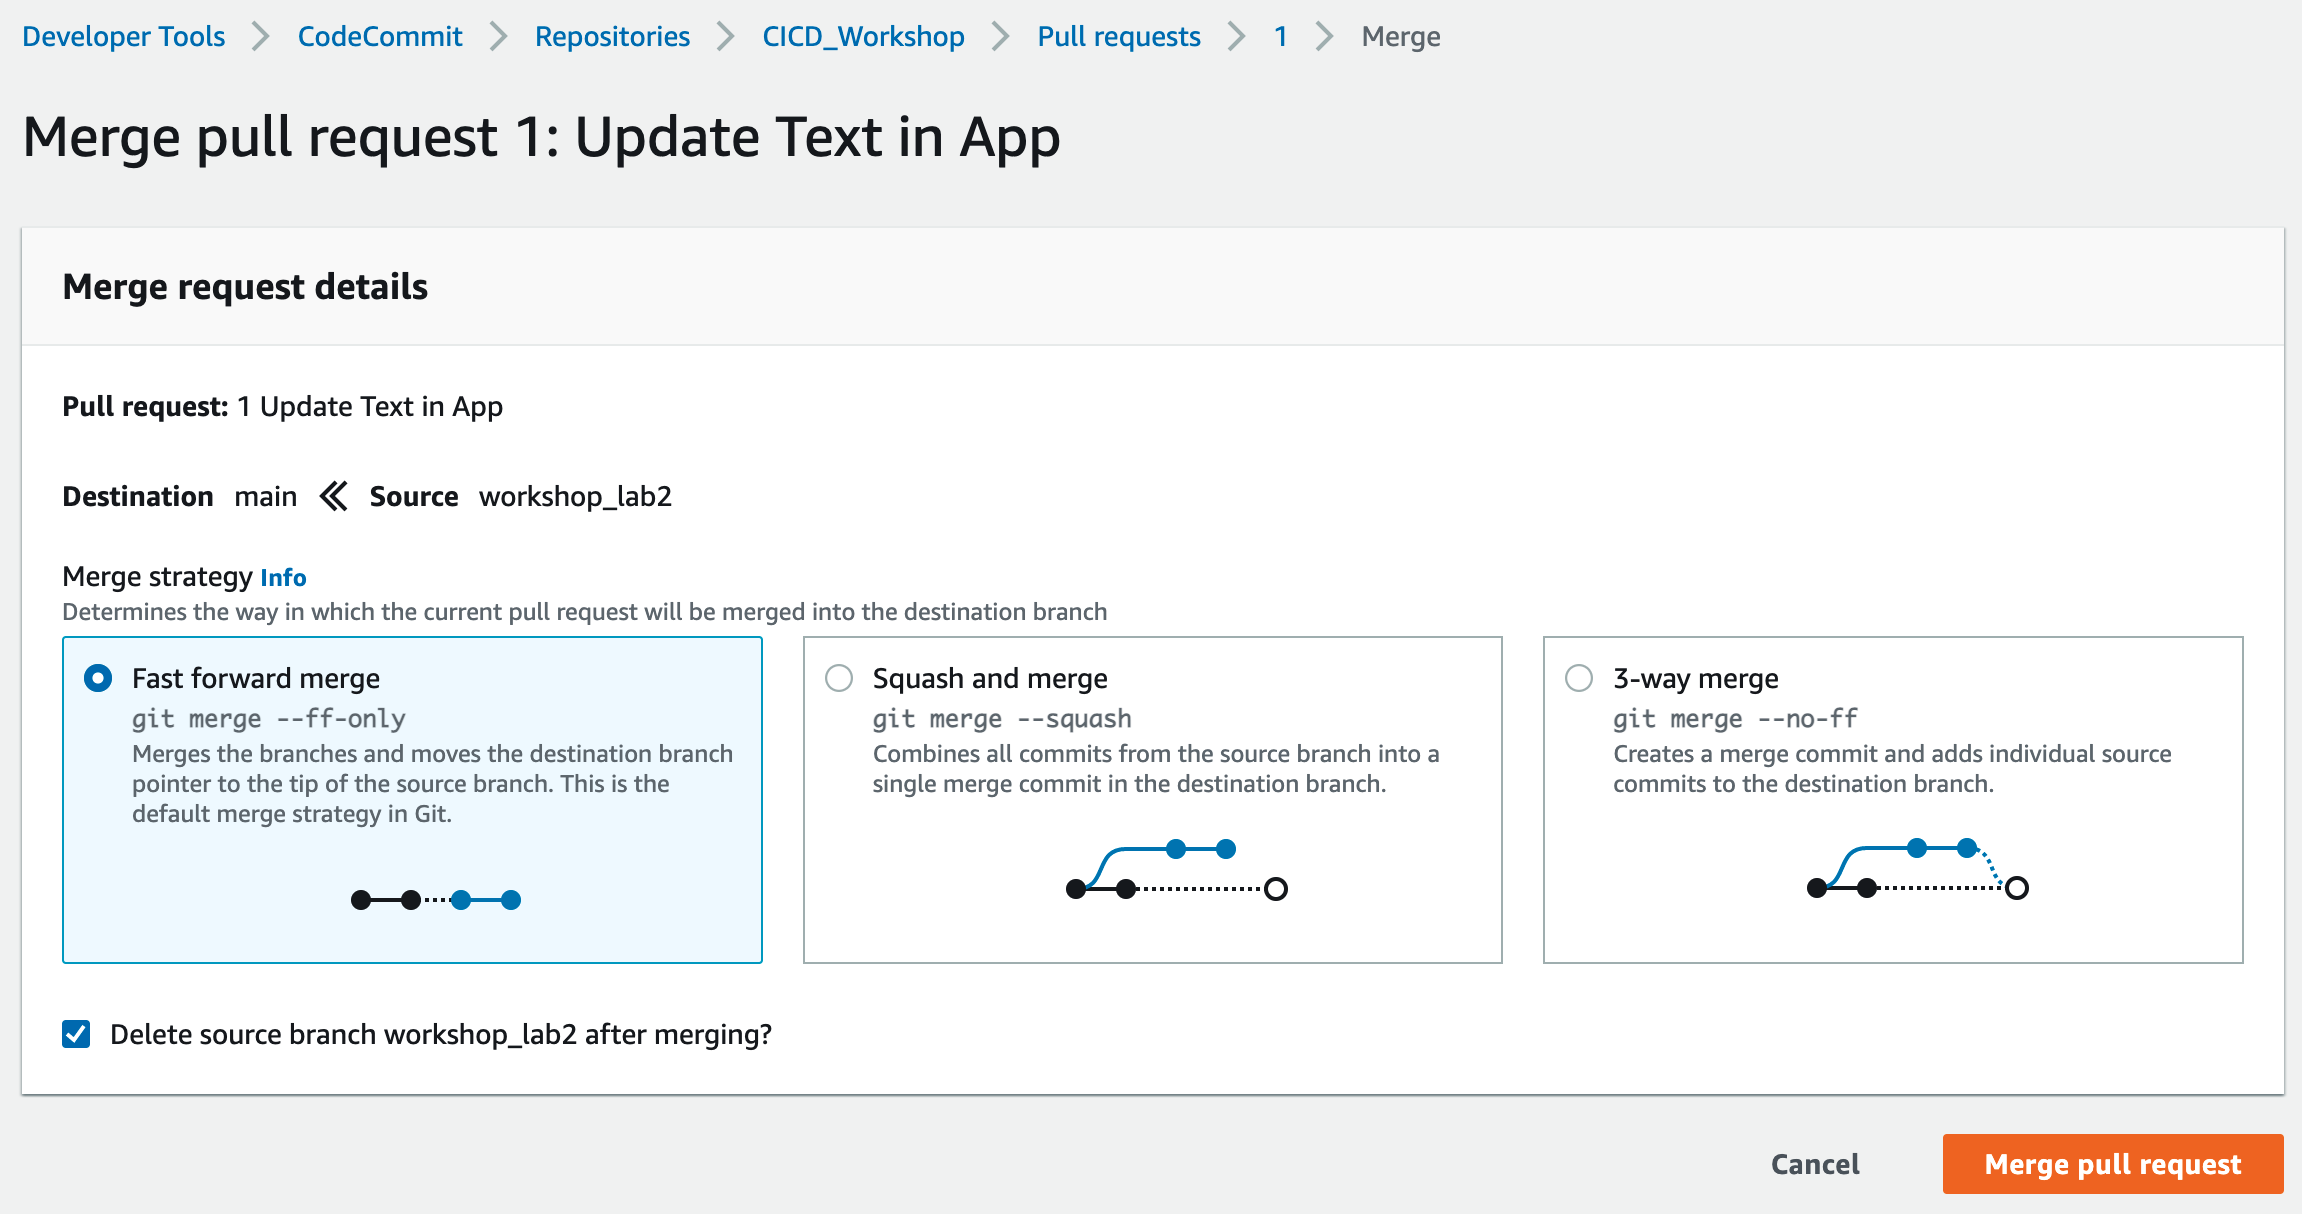 Developer Tools > CodeCommit > Repositories > CICD_Workshop > Pull requests > 1 > Merge
Merge pull request 1: Update Text in App
Merge request details
Pull request: 1 Update Text in App
Destination main « Source workshop_lab2
Merge strategy Info
Determines the way in which the current pull request will be merged into the destination branch
Fast forward merge
git merge --ff-only
Merges the branches and moves the destination branch
pointer to the tip of the source branch. This is the
default merge strategy in Git.
Squash and merge
git merge --squash
Combines all commits from the source branch into a
single merge commit in the destination branch.
3-way merge
git merge --no-ff
Creates a merge commit and adds individual source
commits to the destination branch.
Delete source branch workshop_lab2 after merging?
Cancel
Merge pull request